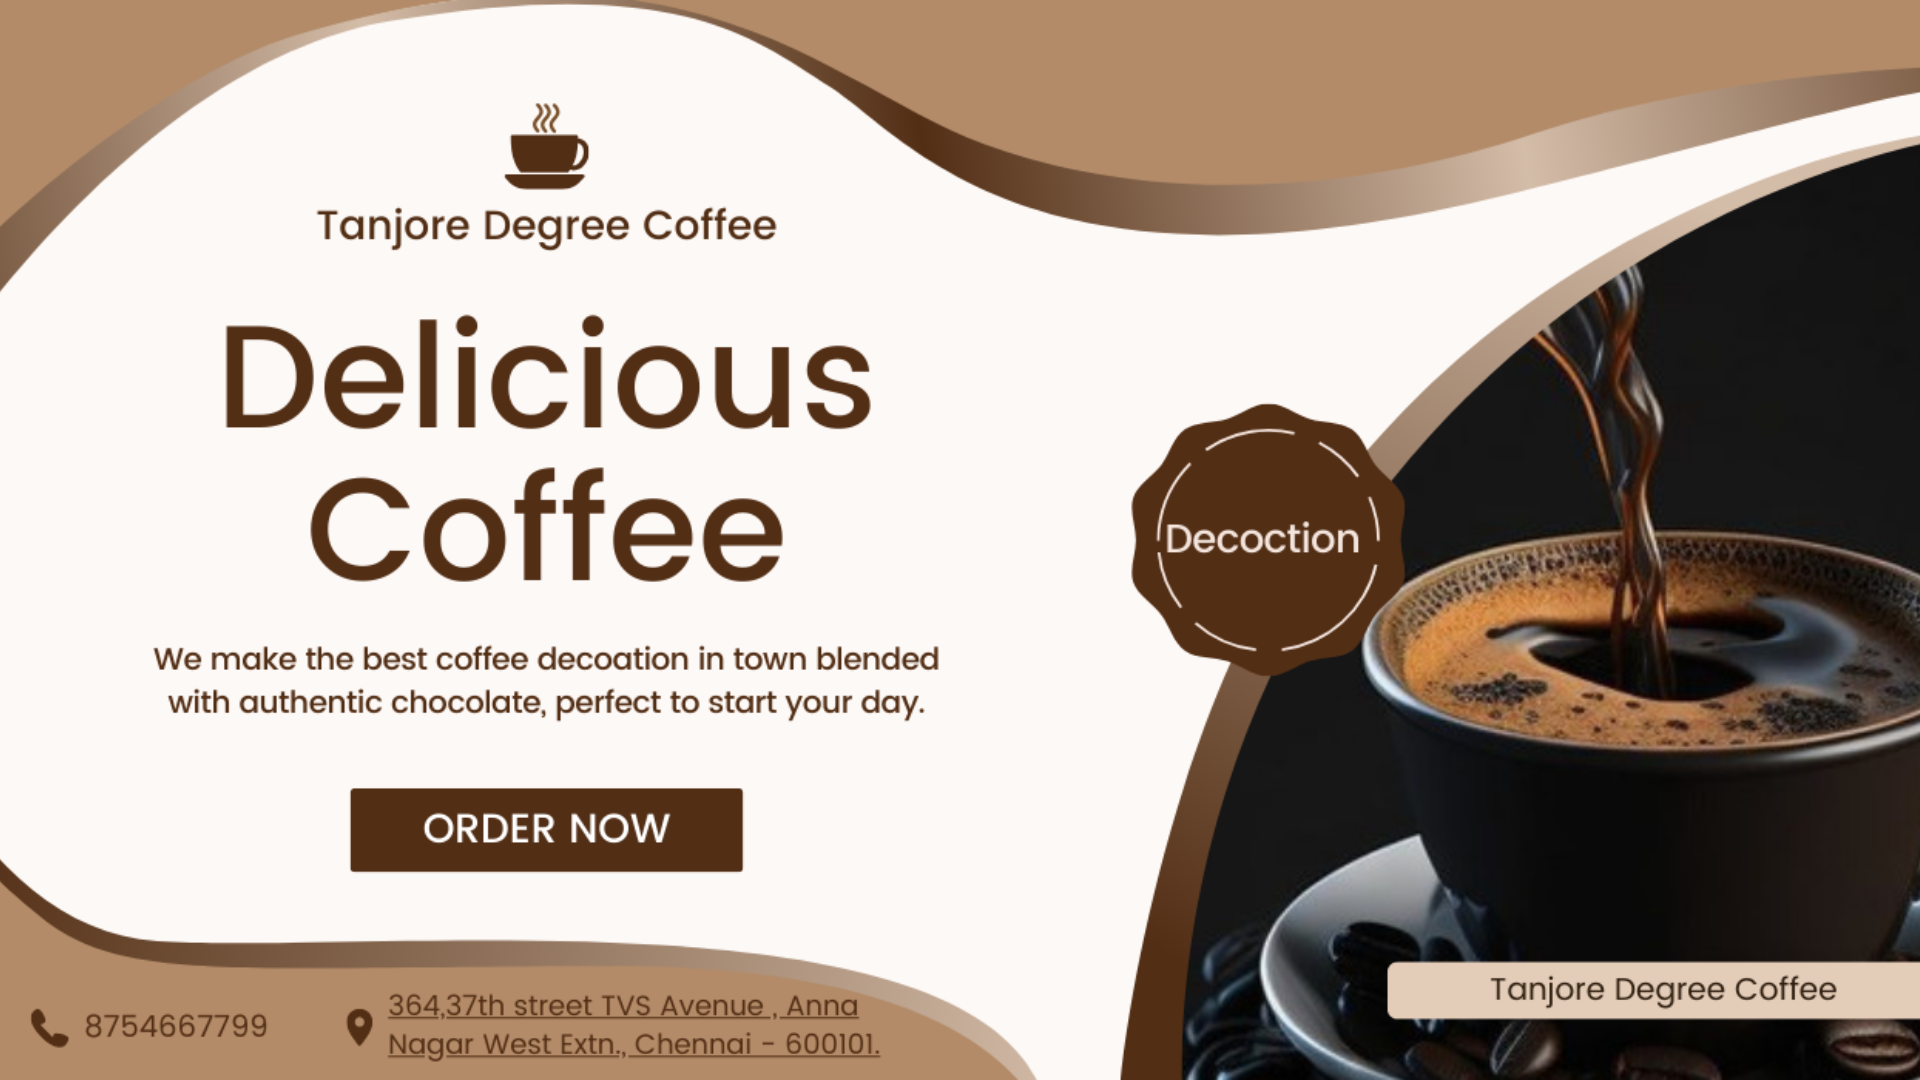 Tanjore Degree Coffee
Delicious
Coffee
We make the best coffee decoation in town blended
with authentic chocolate, perfect to start your day.
ORDER NOW
Decoction
8754667799
364,37th street TVS Avenue , Anna
Nagar West Extn., Chennai - 600101.
Tanjore Degree Coffee